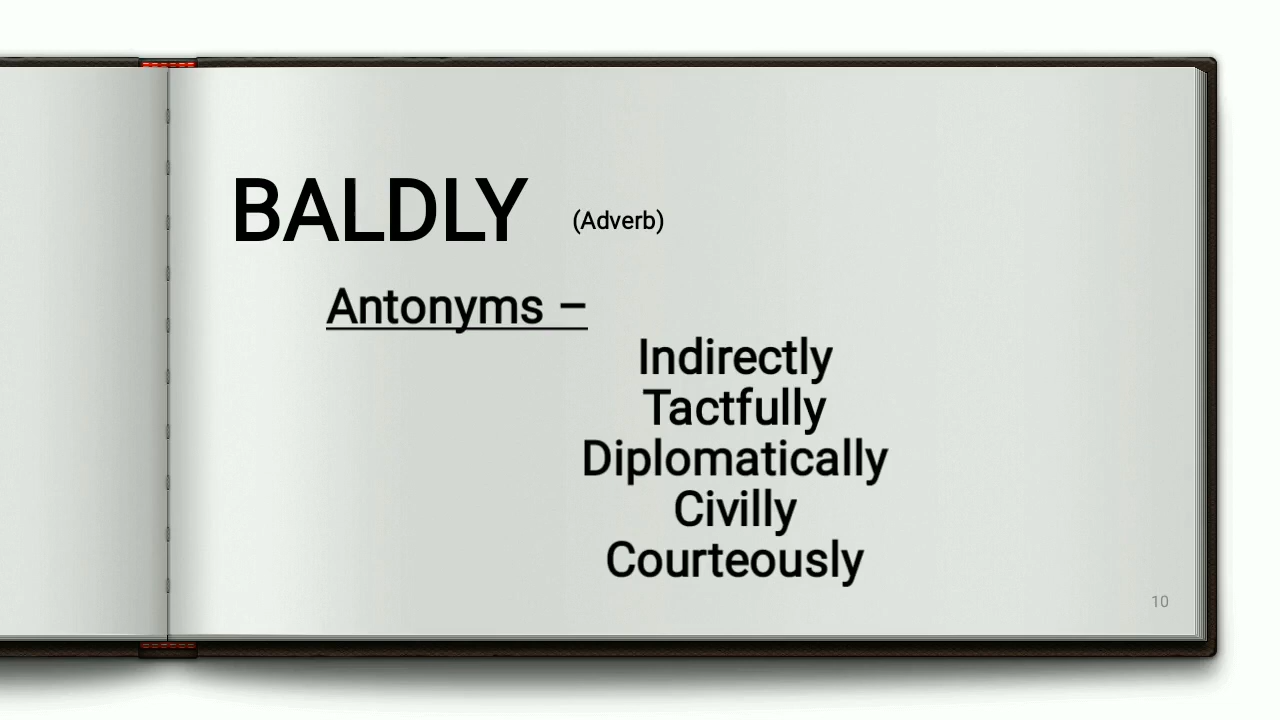 BALDLY (Adverb)
Antonyms –
Indirectly
Tactfully
Diplomatically
Civilly
Courteously
10